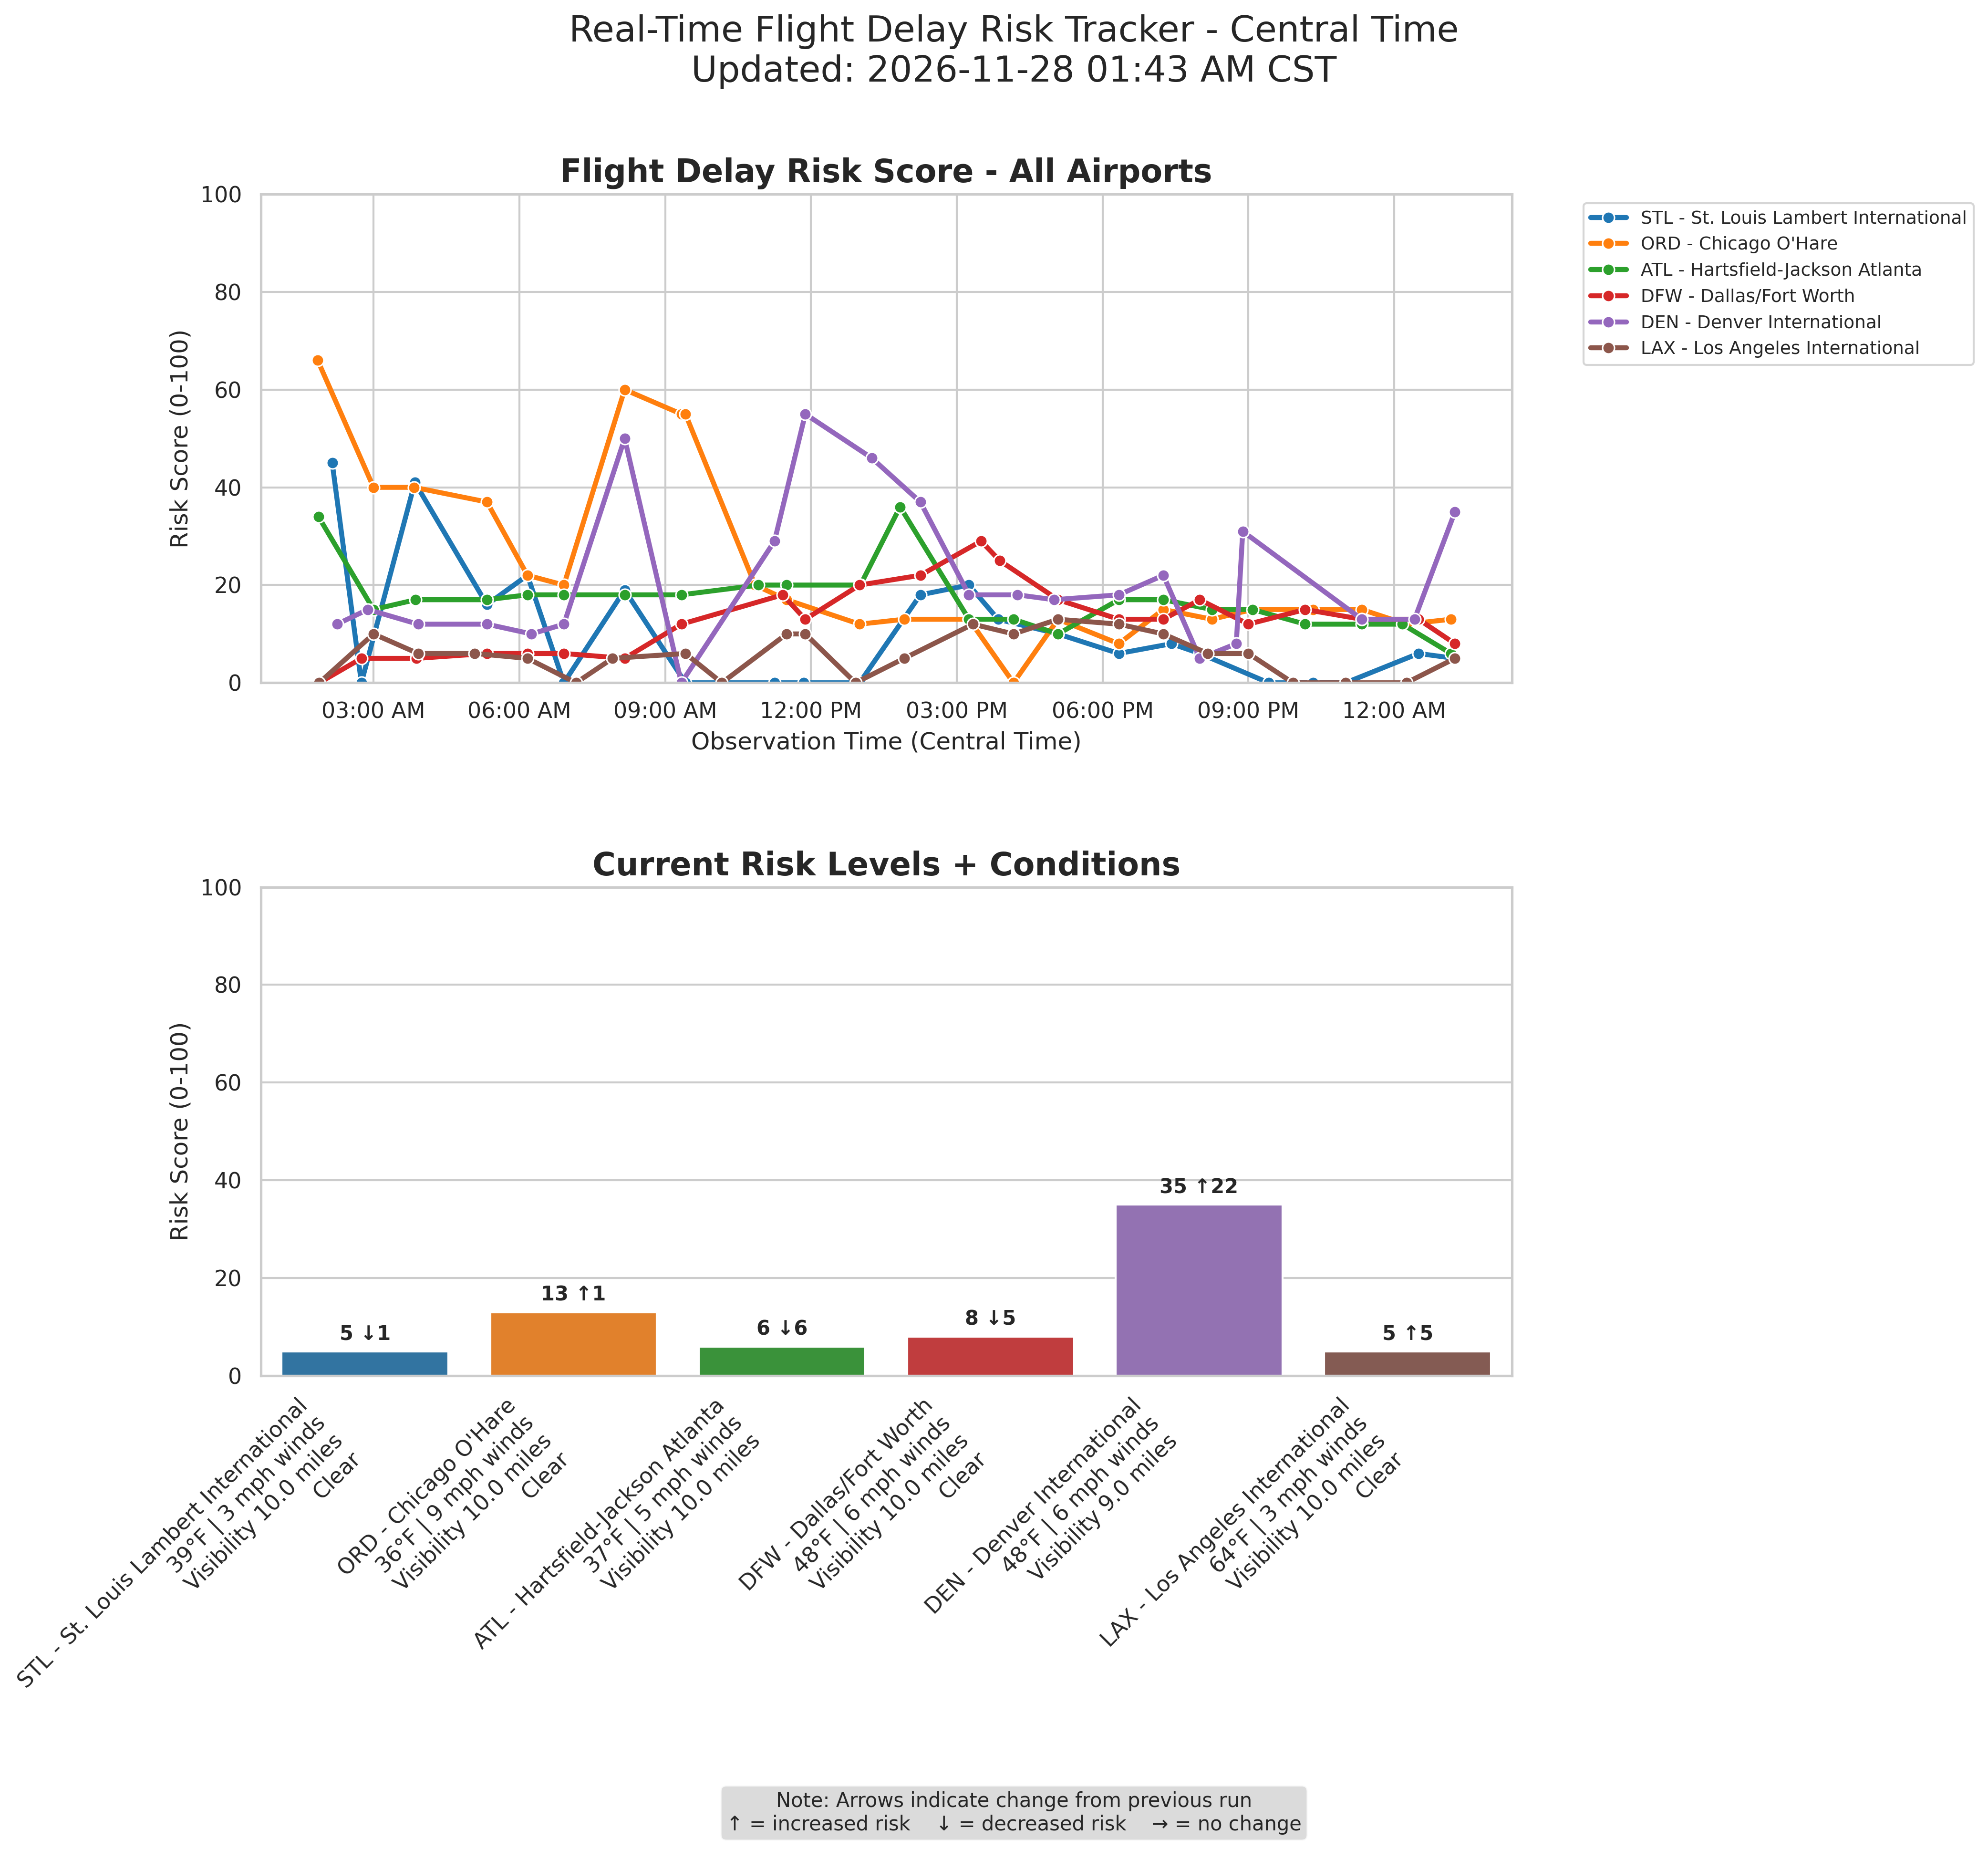 Real-Time Flight Delay Risk Tracker - Central Time
Updated: 2026-11-28 01:43 AM CST
Flight Delay Risk Score - All Airports
100
80
60
40
20
0
Risk Score (0-100)
03:00 AM
06:00 AM
09:00 AM
12:00 PM
03:00 PM
06:00 PM
09:00 PM
12:00 AM
Observation Time (Central Time)
STL - St. Louis Lambert International
ORD - Chicago O'Hare
ATL - Hartsfield-Jackson Atlanta
DFW - Dallas/Fort Worth
DEN - Denver International
LAX - Los Angeles International
Current Risk Levels + Conditions
100
80
60
40
20
0
Risk Score (0-100)
5 ↓1
13 ↑1
6 ↓6
8 ↓5
35 ↑22
5 ↑5
STL - St. Louis Lambert International
39°F | 3 mph winds
Visibility 10.0 miles
Clear
ORD - Chicago O'Hare
36°F | 9 mph winds
Visibility 10.0 miles
Clear
ATL - Hartsfield-Jackson Atlanta
37°F | 5 mph winds
Visibility 10.0 miles
DFW - Dallas/Fort Worth
48°F | 6 mph winds
Visibility 10.0 miles
Clear
DEN - Denver International
48°F | 6 mph winds
Visibility 9.0 miles
LAX - Los Angeles International
64°F | 3 mph winds
Visibility 10.0 miles
Clear
Note: Arrows indicate change from previous run
↑ = increased risk ↓ = decreased risk → = no change